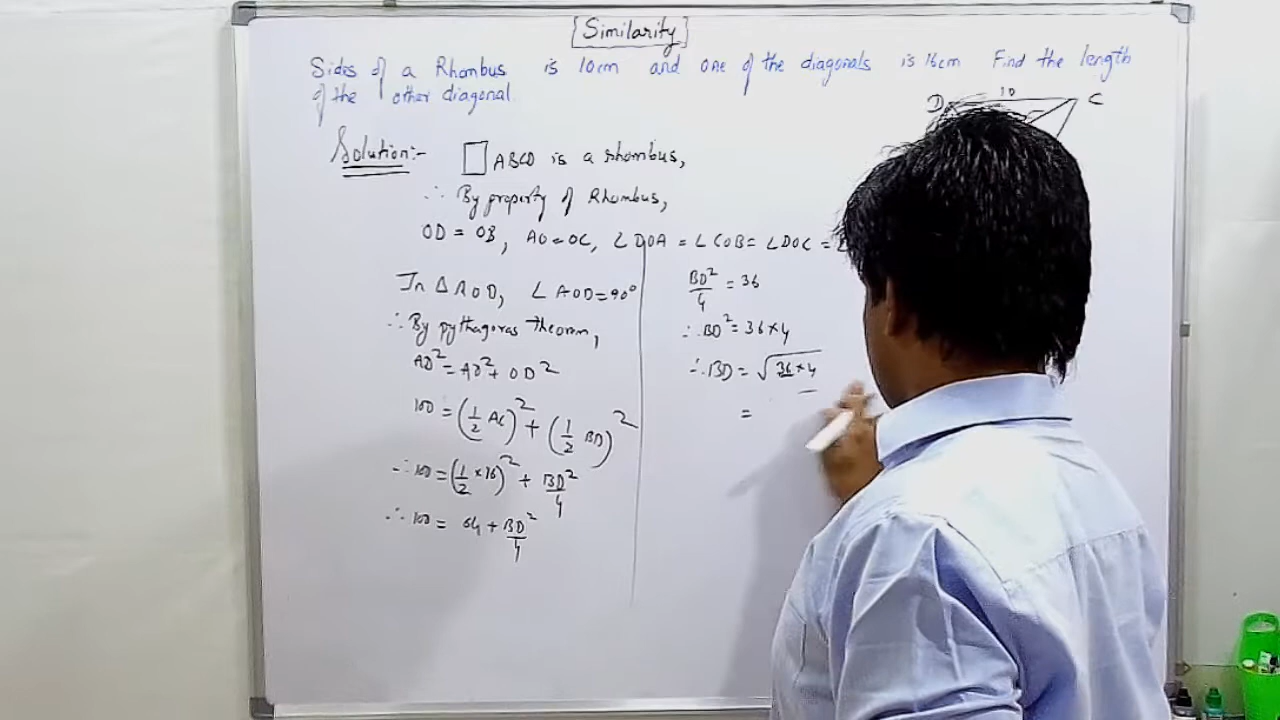 [Similarity]
Sides of a Rhombus is 10cm and one of the diagonals is 16cm Find the length
of the other diagonal
10
D C
Solution:- □ ABCD is a rhombus,
∴ By property of Rhombus,
OD = OB, AO = OC, ∠DOA = ∠COB = ∠DOC =
In ΔAOD, ∠AOD = 90°
∴ By pythagoras Theorem,
AD² = AO² + OD²
100 = (1/2 AC)² + (1/2 BD)²
∴ 100 = (1/2 × 16)² + BD²/4
∴ 100 = 64 + BD²/4
BD²/4 = 36
∴ BD² = 36 × 4
∴ BD = √36 × 4
=